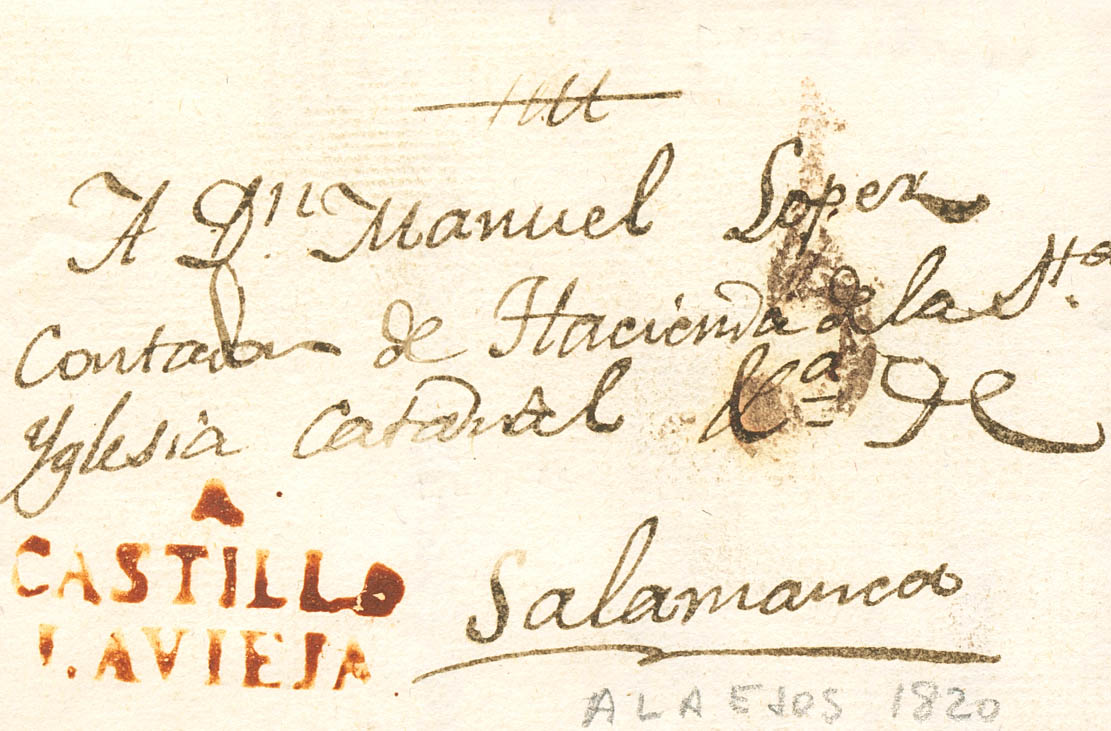 A Dn. Manuel Lopez
Contador de Hacienda de la Sta.
Yglesia Catedral de
Salamanca
A
CASTILLO
L.AVIEJA
ALAEJOS 1820